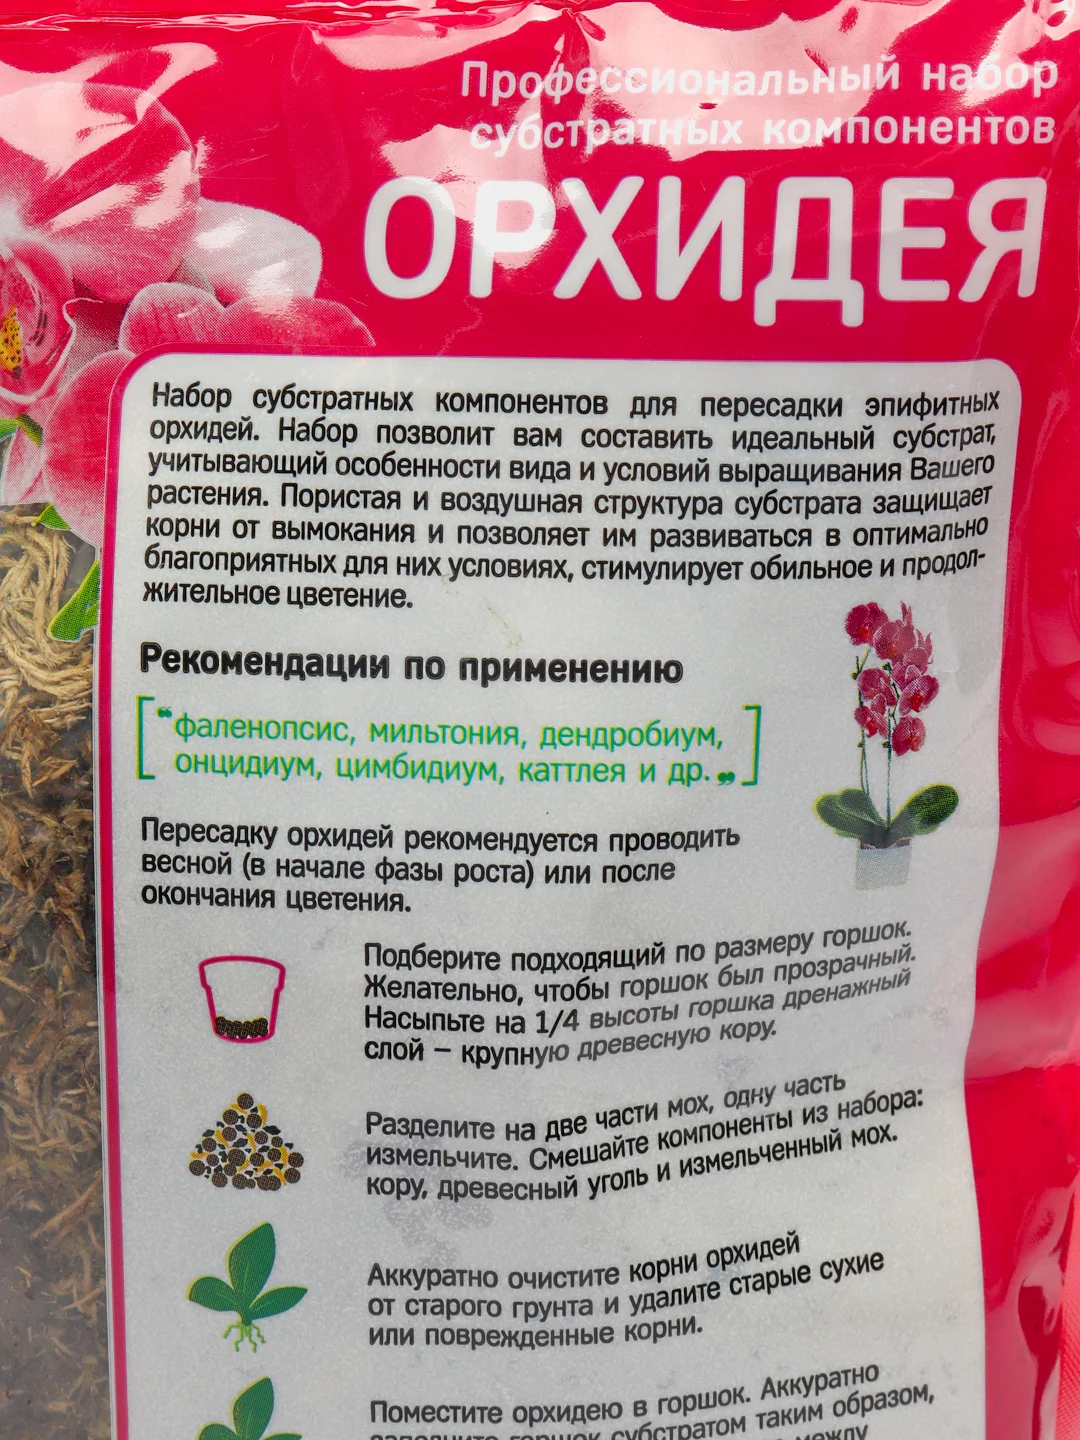 Профессиональный набор
субстратных компонентов
ОРХИДЕЯ
Набор субстратных компонентов для пересадки эпифитных
орхидей. Набор позволит вам составить идеальный субстрат,
учитывающий особенности вида и условий выращивания Вашего
растения. Пористая и воздушная структура субстрата защищает
корни от вымокания и позволяет им развиваться в оптимально
благоприятных для них условиях, стимулирует обильное и продол-
жительное цветение.
Рекомендации по применению
[“фаленопсис, мильтония, дендробиум,
онцидиум, цимбидиум, каттлея и др.„]
Пересадку орхидей рекомендуется проводить
весной (в начале фазы роста) или после
окончания цветения.
Подберите подходящий по размеру горшок.
Желательно, чтобы горшок был прозрачный.
Насыпьте на 1/4 высоты горшка дренажный
слой – крупную древесную кору.
Разделите на две части мох, одну часть
измельчите. Смешайте компоненты из набора:
кору, древесный уголь и измельченный мох.
Аккуратно очистите корни орхидей
от старого грунта и удалите старые сухие
или поврежденные корни.
Поместите орхидею в горшок. Аккуратно
заполните горшок субстратом таким образом,
между